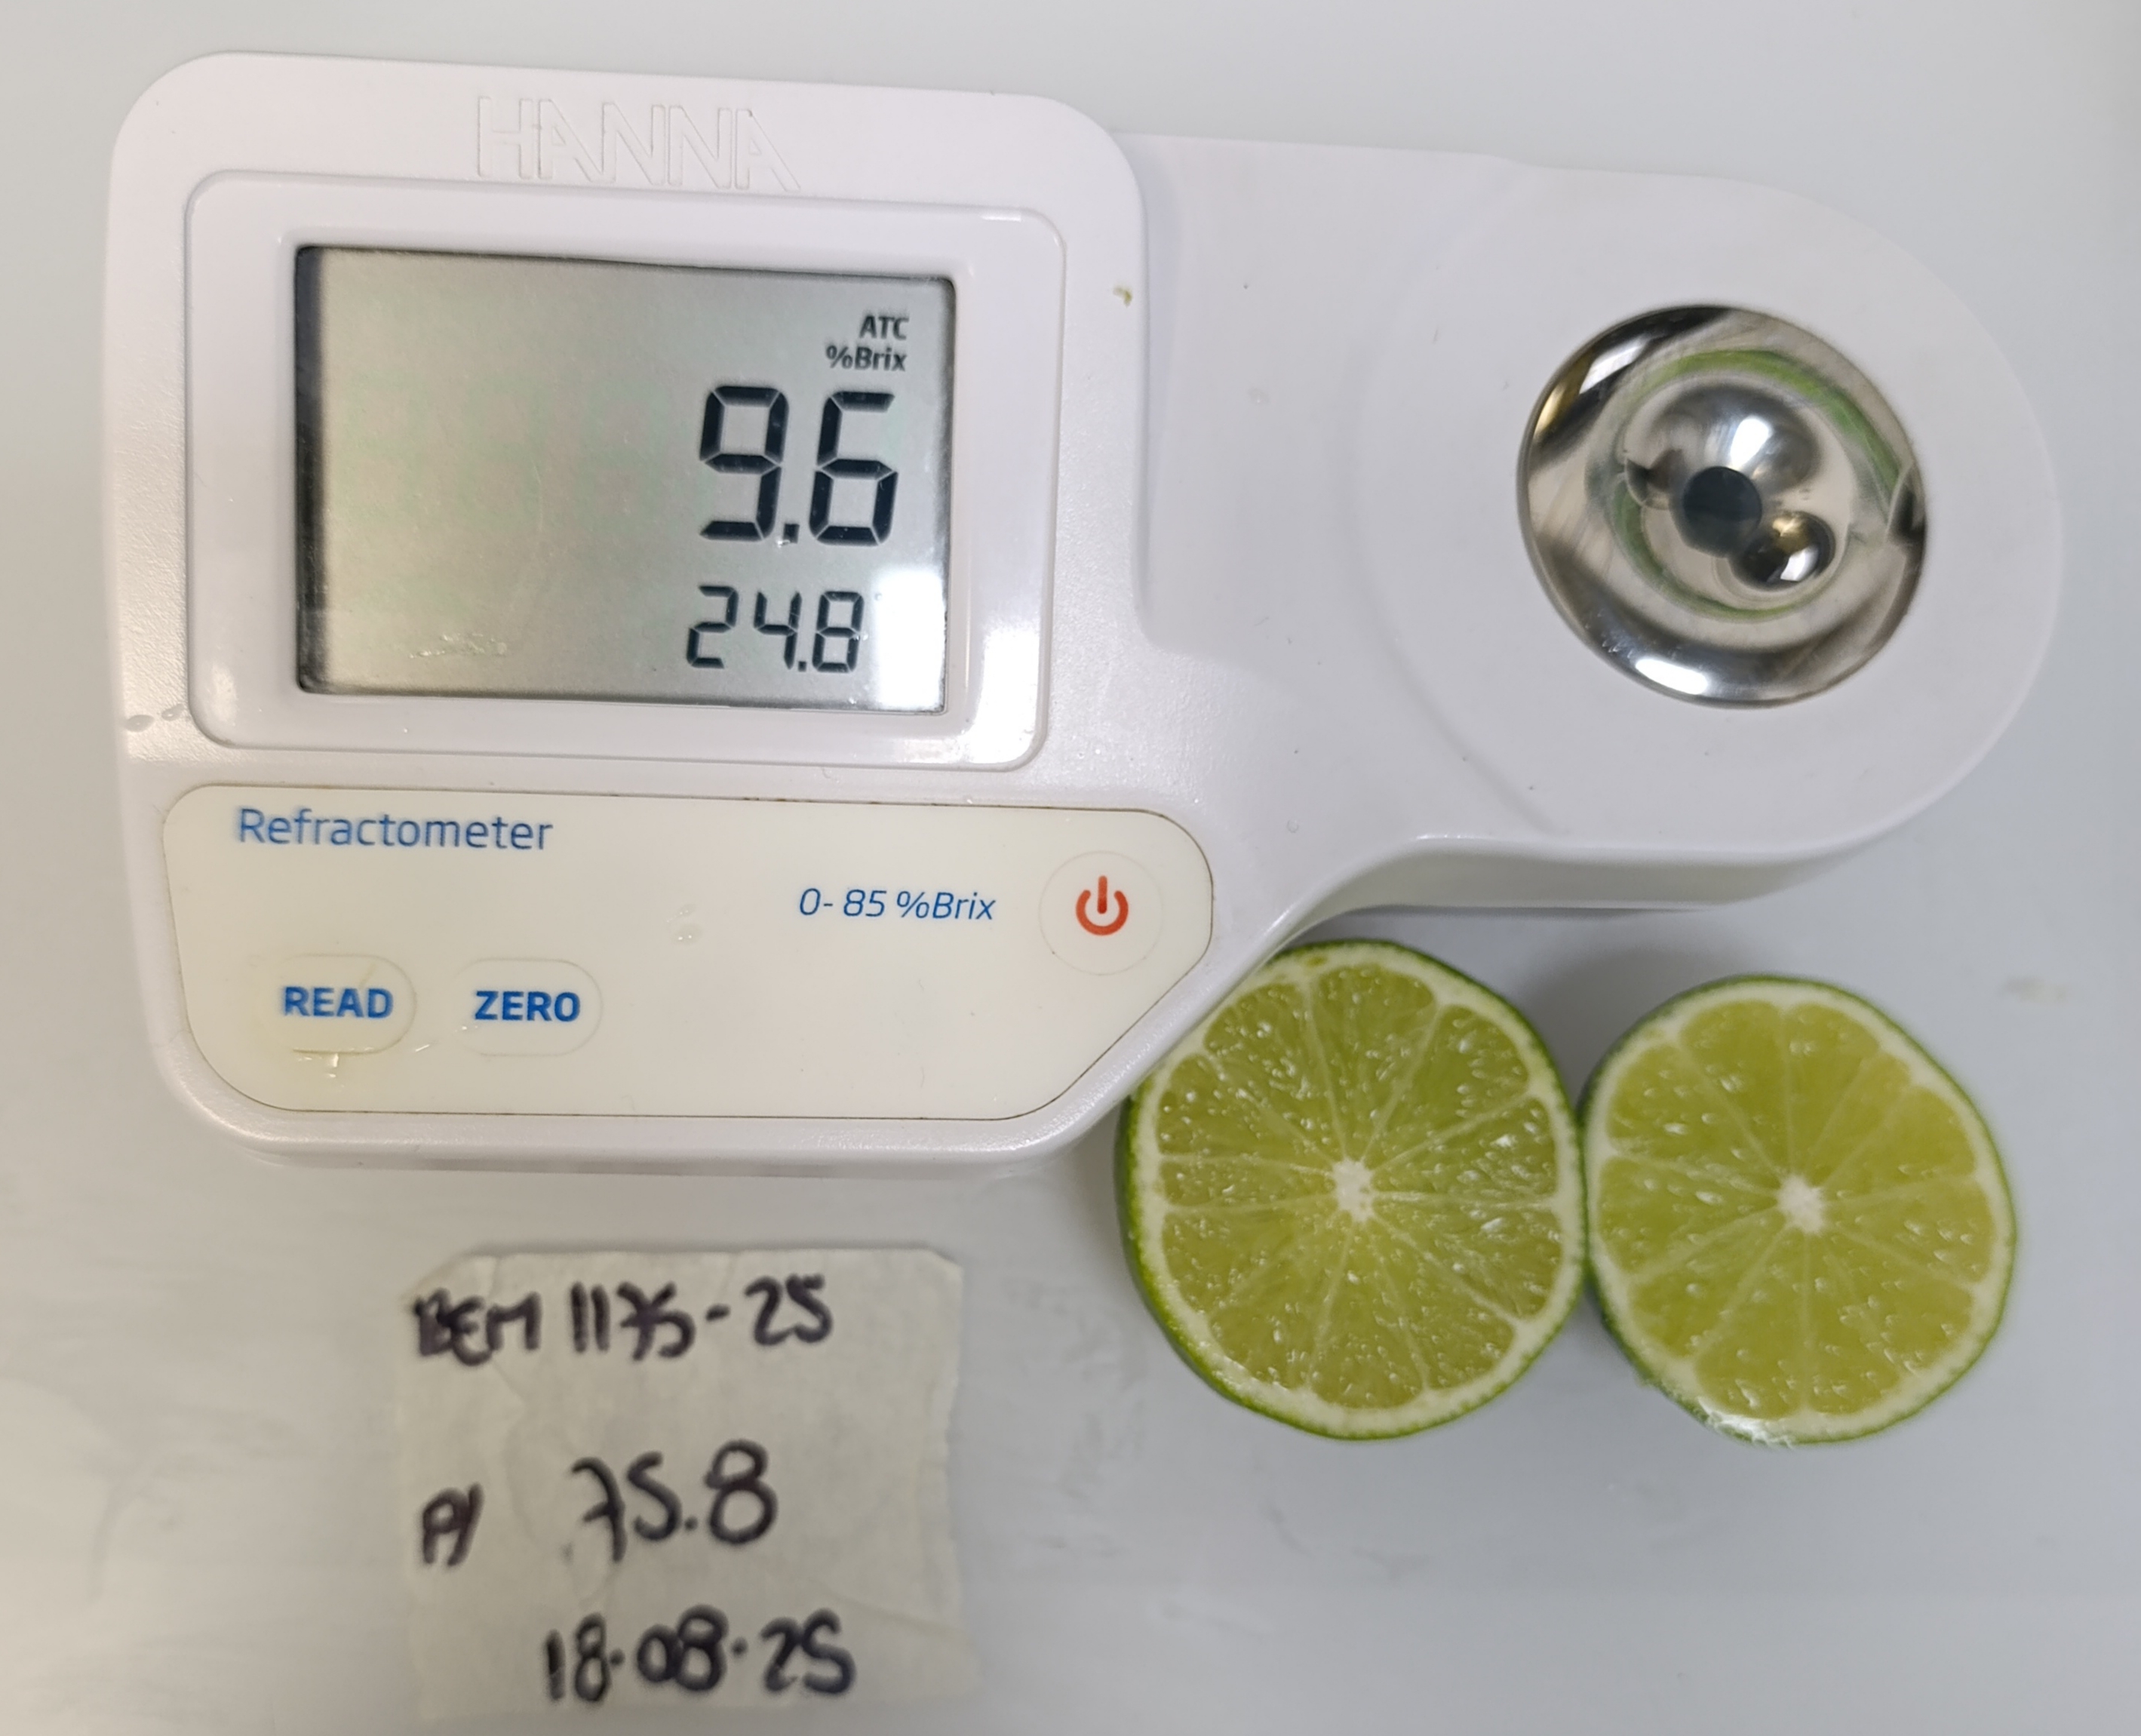 HANNA
ATC
%Brix
9.6
24.8
Refractometer
0- 85 %Brix
READ
ZERO
BEM 1175-25
75.8
18.08.25